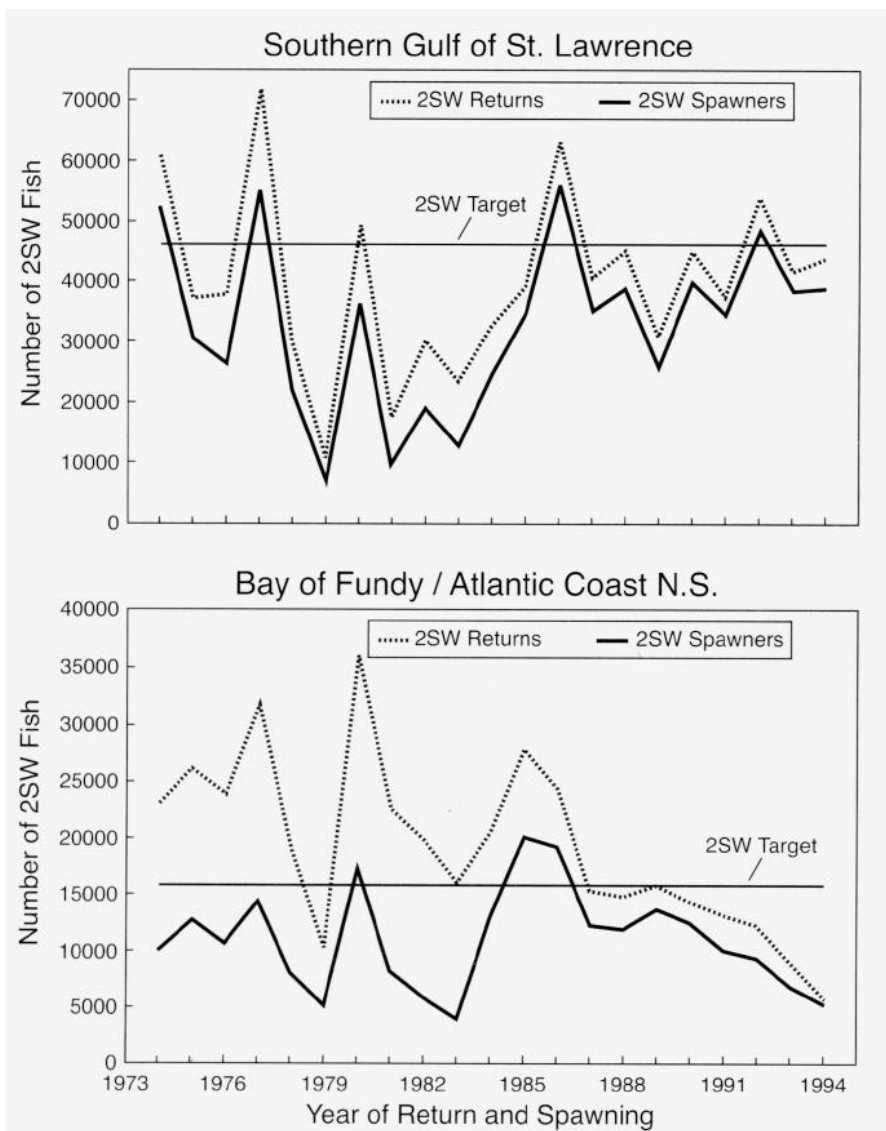 Southern Gulf of St. Lawrence
2SW Returns 2SW Spawners
70000
60000
50000
40000
30000
20000
10000
0
Number of 2SW Fish
2SW Target
Bay of Fundy / Atlantic Coast N.S.
2SW Returns 2SW Spawners
40000
35000
30000
25000
20000
15000
10000
5000
0
Number of 2SW Fish
2SW Target
1973 1976 1979 1982 1985 1988 1991 1994
Year of Return and Spawning